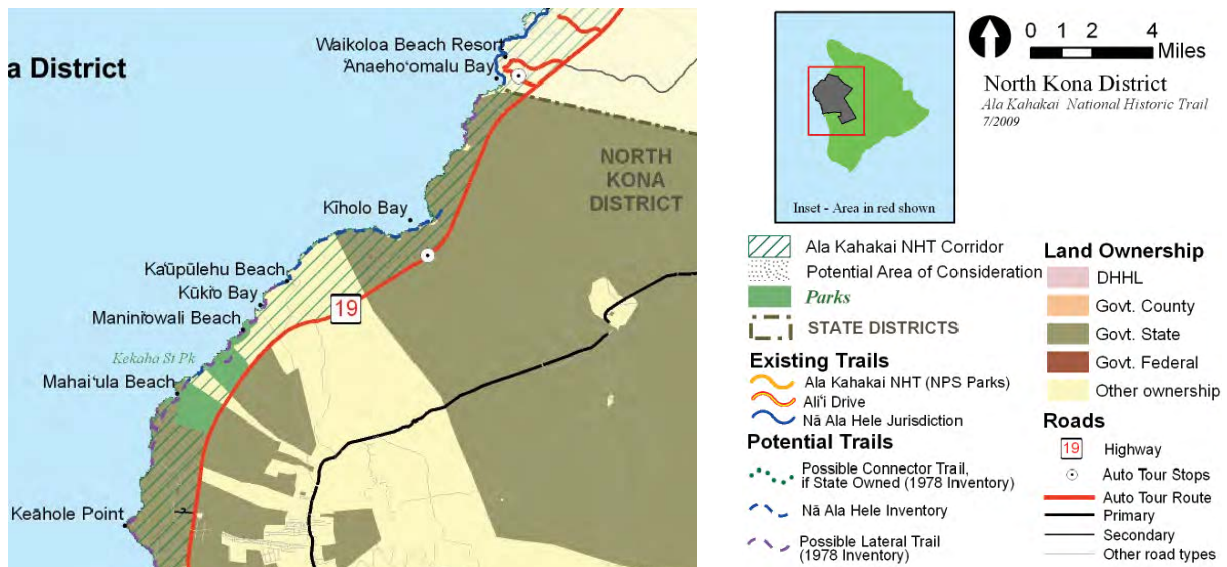 a District
Waikoloa Beach Resort
ʻAnaehoʻomalu Bay
NORTH
KONA
DISTRICT
Kīholo Bay
Kaʻūpūlehu Beach
Kūkiʻo Bay
Maniniʻowali Beach
19
Kekaha St Pk
Mahaiʻula Beach
Keāhole Point
0 1 2 4
Miles
North Kona District
Ala Kahakai National Historic Trail
7/2009
Inset - Area in red shown
Ala Kahakai NHT Corridor
Potential Area of Consideration
Parks
STATE DISTRICTS
Existing Trails
Ala Kahakai NHT (NPS Parks)
Aliʻi Drive
Nā Ala Hele Jurisdiction
Potential Trails
Possible Connector Trail,
if State Owned (1978 Inventory)
Nā Ala Hele Inventory
Possible Lateral Trail
(1978 Inventory)
Land Ownership
DHHL
Govt. County
Govt. State
Govt. Federal
Other ownership
Roads
19 Highway
Auto Tour Stops
Auto Tour Route
Primary
Secondary
Other road types